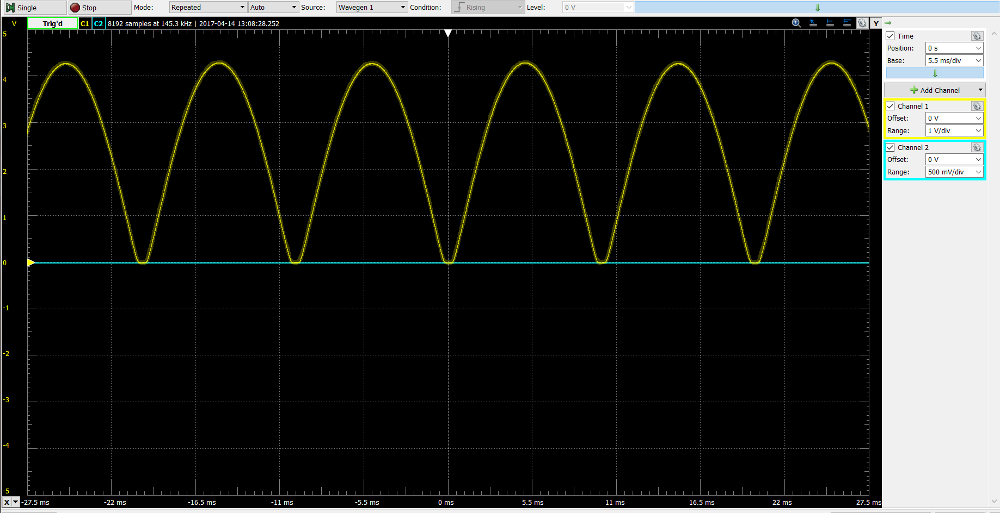 Single Stop Mode: Repeated Auto Source: Wavegen 1 Condition: Rising Level: 0 V
V Trig'd C1 C2 8192 samples at 145.3 kHz | 2017-04-14 13:08:28.252 Y
5
4
3
2
1
0
-1
-2
-3
-4
-5
X -27.5 ms -22 ms -16.5 ms -11 ms -5.5 ms 0 ms 5.5 ms 11 ms 16.5 ms 22 ms 27.5 ms
Time
Position: 0 s
Base: 5.5 ms/div
Add Channel
Channel 1
Offset: 0 V
Range: 1 V/div
Channel 2
Offset: 0 V
Range: 500 mV/div